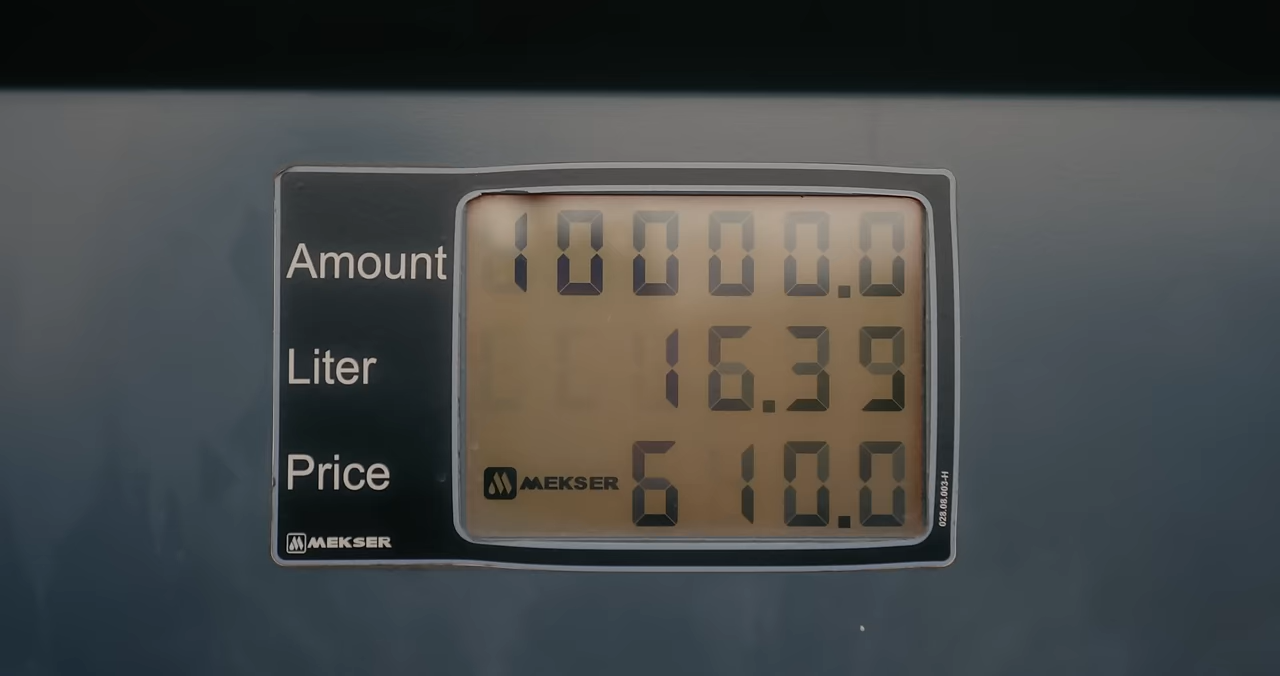 Amount 10000.0
Liter 16.39
Price MEKSER 610.0
MEKSER
028.08.003-H